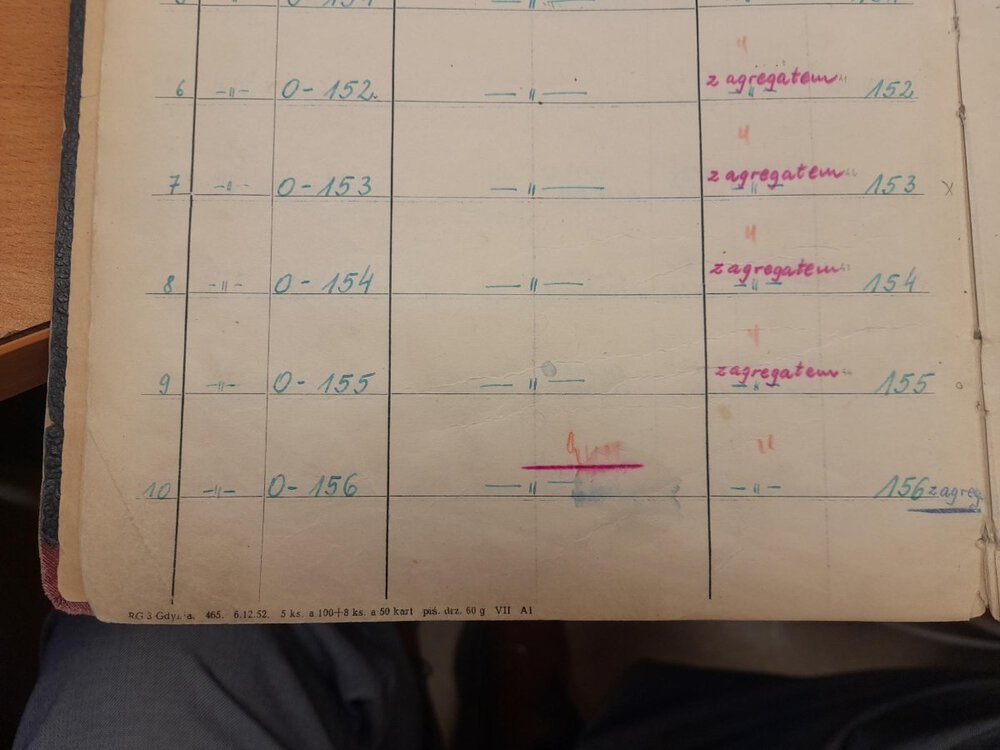 6 —〃— 0-152. —〃— z agregatem 152
7 —〃— 0-153 —〃— z agregatem 153 x
8 —〃— 0-154 —〃— z agregatem 154
9 —〃— 0-155 —〃— z agregatem 155
10 —〃— 0-156 —〃— —〃— 156 zagreg
RG 3 Gdynia. 465. 6.12.52. 5 ks. a 100+8 ks. a 50 kart piś. drz. 60 g VII A1